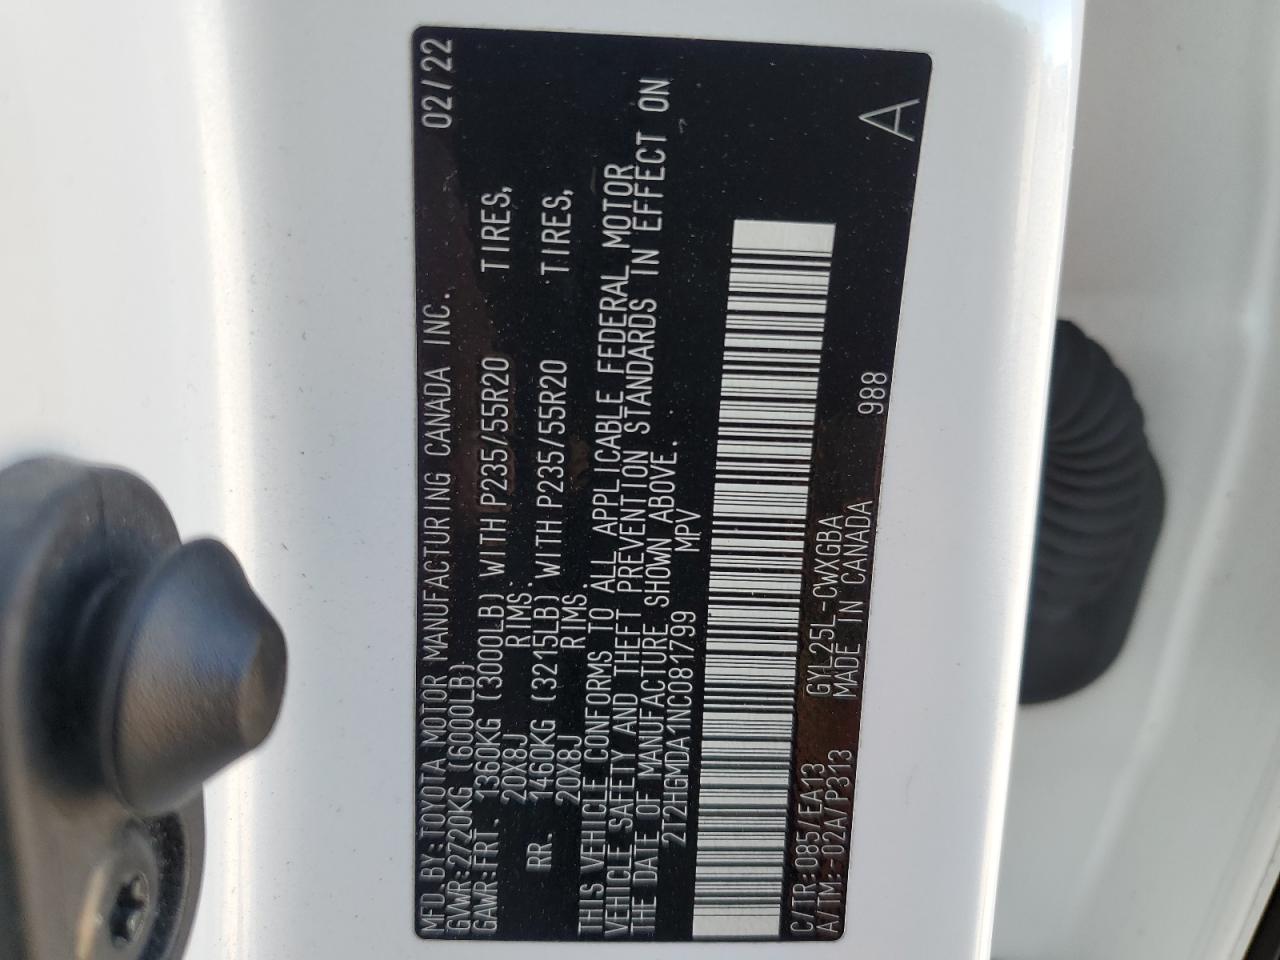 MFD. BY:TOYOTA MOTOR MANUFACTURING CANADA INC. 02/22
GVWR:2720KG (6000LB)
GAWR:FRT. 1360KG (3000LB) WITH P235/55R20 TIRES,
20X8J RIMS.
RR. 1460KG (3215LB) WITH P235/55R20 TIRES,
20X8J RIMS.
THIS VEHICLE CONFORMS TO ALL APPLICABLE FEDERAL MOTOR
VEHICLE SAFETY AND THEFT PREVENTION STANDARDS IN EFFECT ON
THE DATE OF MANUFACTURE SHOWN ABOVE.
2T2HGMDA1NC081799 MPV
C/TR:085/EA13 GYL25L-CWXGBA 988
A/TM:-02A/P313 MADE IN CANADA
A